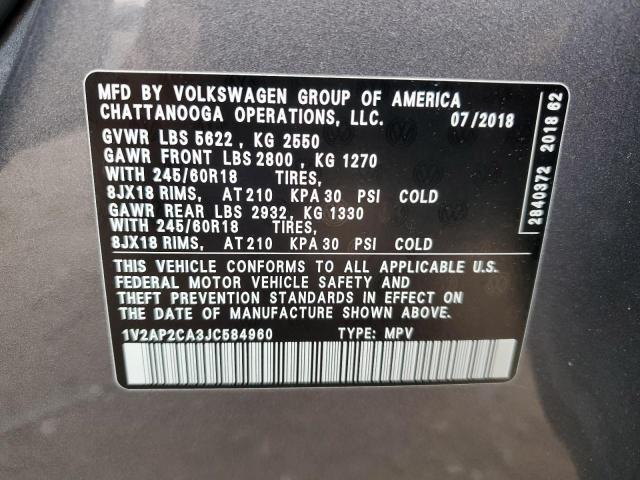 MFD BY VOLKSWAGEN GROUP OF AMERICA
CHATTANOOGA OPERATIONS, LLC. 07/2018
GVWR LBS 5622 , KG 2550
GAWR FRONT LBS 2800 , KG 1270
WITH 245/60R18 TIRES,
8JX18 RIMS, AT 210 KPA 30 PSI COLD
GAWR REAR LBS 2932, KG 1330
WITH 245/60R18 TIRES,
8JX18 RIMS, AT 210 KPA 30 PSI COLD
THIS VEHICLE CONFORMS TO ALL APPLICABLE U.S.
FEDERAL MOTOR VEHICLE SAFETY AND
THEFT PREVENTION STANDARDS IN EFFECT ON
THE DATE OF MANUFACTURE SHOWN ABOVE.
1V2AP2CA3JC584960 TYPE: MPV
2840372 2018 62